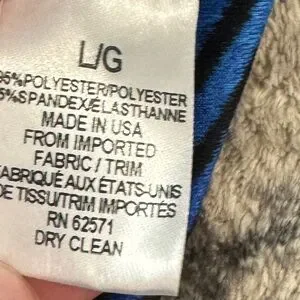 L/G
95%POLYESTER/POLYESTER
5%SPANDEX/ÉLASTHANNE
MADE IN USA
FROM IMPORTED
FABRIC / TRIM
FABRIQUÉ AUX ÉTATS-UNIS
DE TISSU/TRIM IMPORTÉS
RN 62571
DRY CLEAN